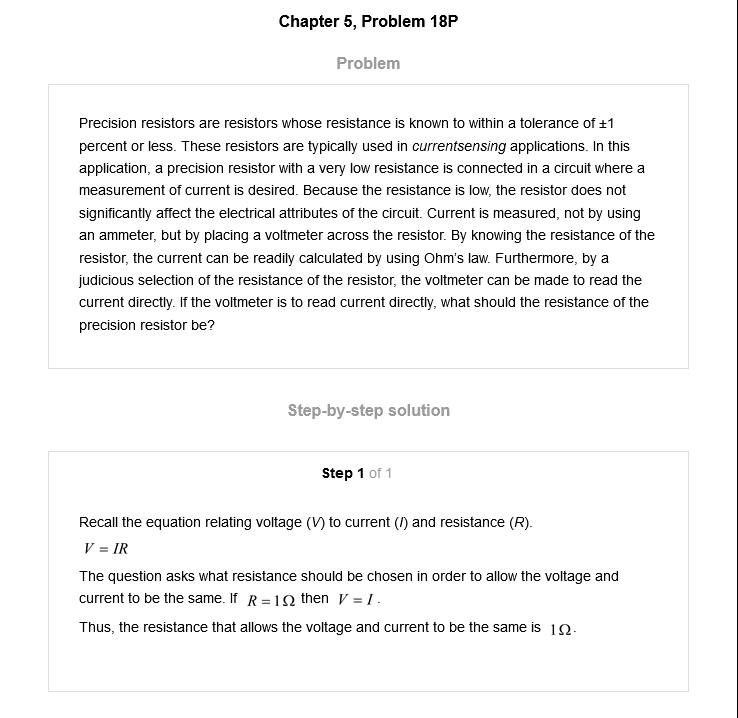 Chapter 5, Problem 18P
Problem
Precision resistors are resistors whose resistance is known to within a tolerance of ±1
percent or less. These resistors are typically used in currentsensing applications. In this
application, a precision resistor with a very low resistance is connected in a circuit where a
measurement of current is desired. Because the resistance is low, the resistor does not
significantly affect the electrical attributes of the circuit. Current is measured, not by using
an ammeter, but by placing a voltmeter across the resistor. By knowing the resistance of the
resistor, the current can be readily calculated by using Ohm's law. Furthermore, by a
judicious selection of the resistance of the resistor, the voltmeter can be made to read the
current directly. If the voltmeter is to read current directly, what should the resistance of the
precision resistor be?
Step-by-step solution
Step 1 of 1
Recall the equation relating voltage (V) to current (I) and resistance (R).
V = IR
The question asks what resistance should be chosen in order to allow the voltage and
current to be the same. If R = 1Ω then V = I.
Thus, the resistance that allows the voltage and current to be the same is 1Ω.